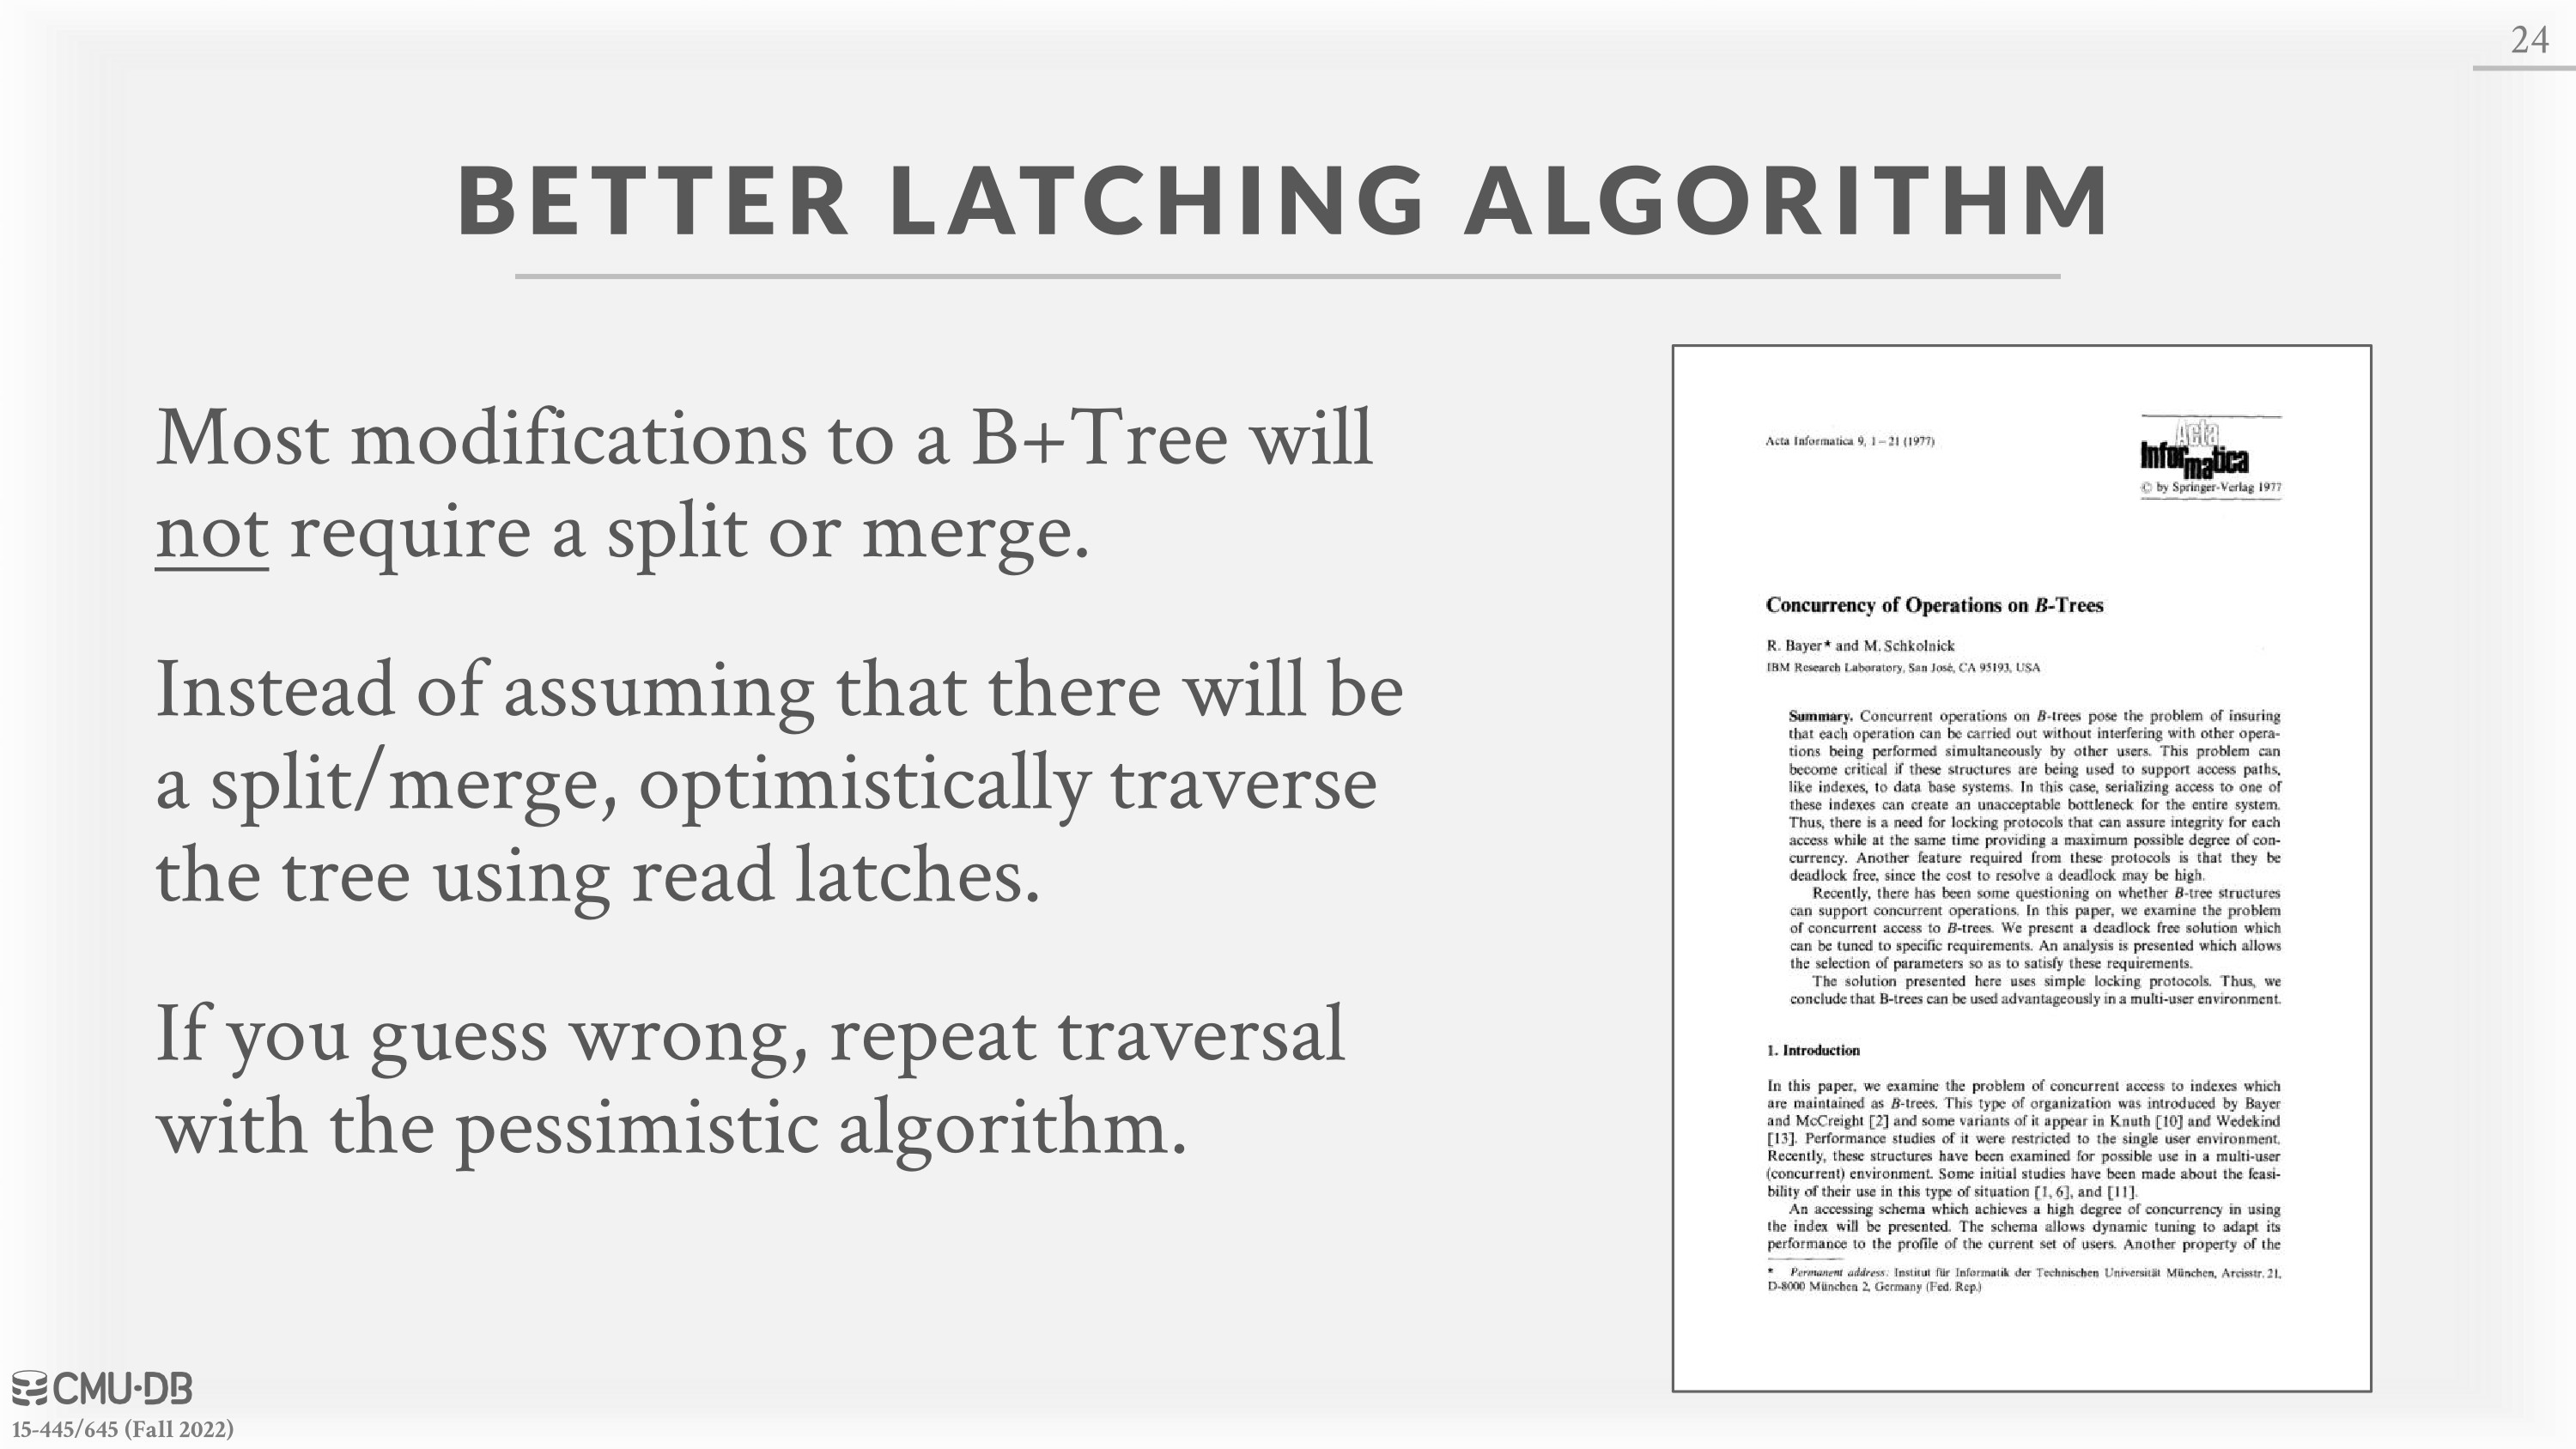 24
BETTER LATCHING ALGORITHM
Most modifications to a B+Tree will
not require a split or merge.
Instead of assuming that there will be
a split/merge, optimistically traverse
the tree using read latches.
If you guess wrong, repeat traversal
with the pessimistic algorithm.
Acta Informatica 9, 1–21 (1977)
Acta
Informatica
© by Springer-Verlag 1977
Concurrency of Operations on B-Trees
R. Bayer* and M. Schkolnick
IBM Research Laboratory, San José, CA 95193, USA
Summary. Concurrent operations on B-trees pose the problem of insuring
that each operation can be carried out without interfering with other opera-
tions being performed simultaneously by other users. This problem can
become critical if these structures are being used to support access paths,
like indexes, to data base systems. In this case, serializing access to one of
these indexes can create an unacceptable bottleneck for the entire system.
Thus, there is a need for locking protocols that can assure integrity for each
access while at the same time providing a maximum possible degree of con-
currency. Another feature required from these protocols is that they be
deadlock free, since the cost to resolve a deadlock may be high.
Recently, there has been some questioning on whether B-tree structures
can support concurrent operations. In this paper, we examine the problem
of concurrent access to B-trees. We present a deadlock free solution which
can be tuned to specific requirements. An analysis is presented which allows
the selection of parameters so as to satisfy these requirements.
The solution presented here uses simple locking protocols. Thus, we
conclude that B-trees can be used advantageously in a multi-user environment.
1. Introduction
In this paper, we examine the problem of concurrent access to indexes which
are maintained as B-trees. This type of organization was introduced by Bayer
and McCreight [2] and some variants of it appear in Knuth [10] and Wedekind
[13]. Performance studies of it were restricted to the single user environment.
Recently, these structures have been examined for possible use in a multi-user
(concurrent) environment. Some initial studies have been made about the feasi-
bility of their use in this type of situation [1, 6], and [11].
An accessing schema which achieves a high degree of concurrency in using
the index will be presented. The schema allows dynamic tuning to adapt its
performance to the profile of the current set of users. Another property of the
* Permanent address: Institut für Informatik der Technischen Universität München, Arcisstr. 21,
D-8000 München 2, Germany (Fed. Rep.)
CMU·DB
15-445/645 (Fall 2022)